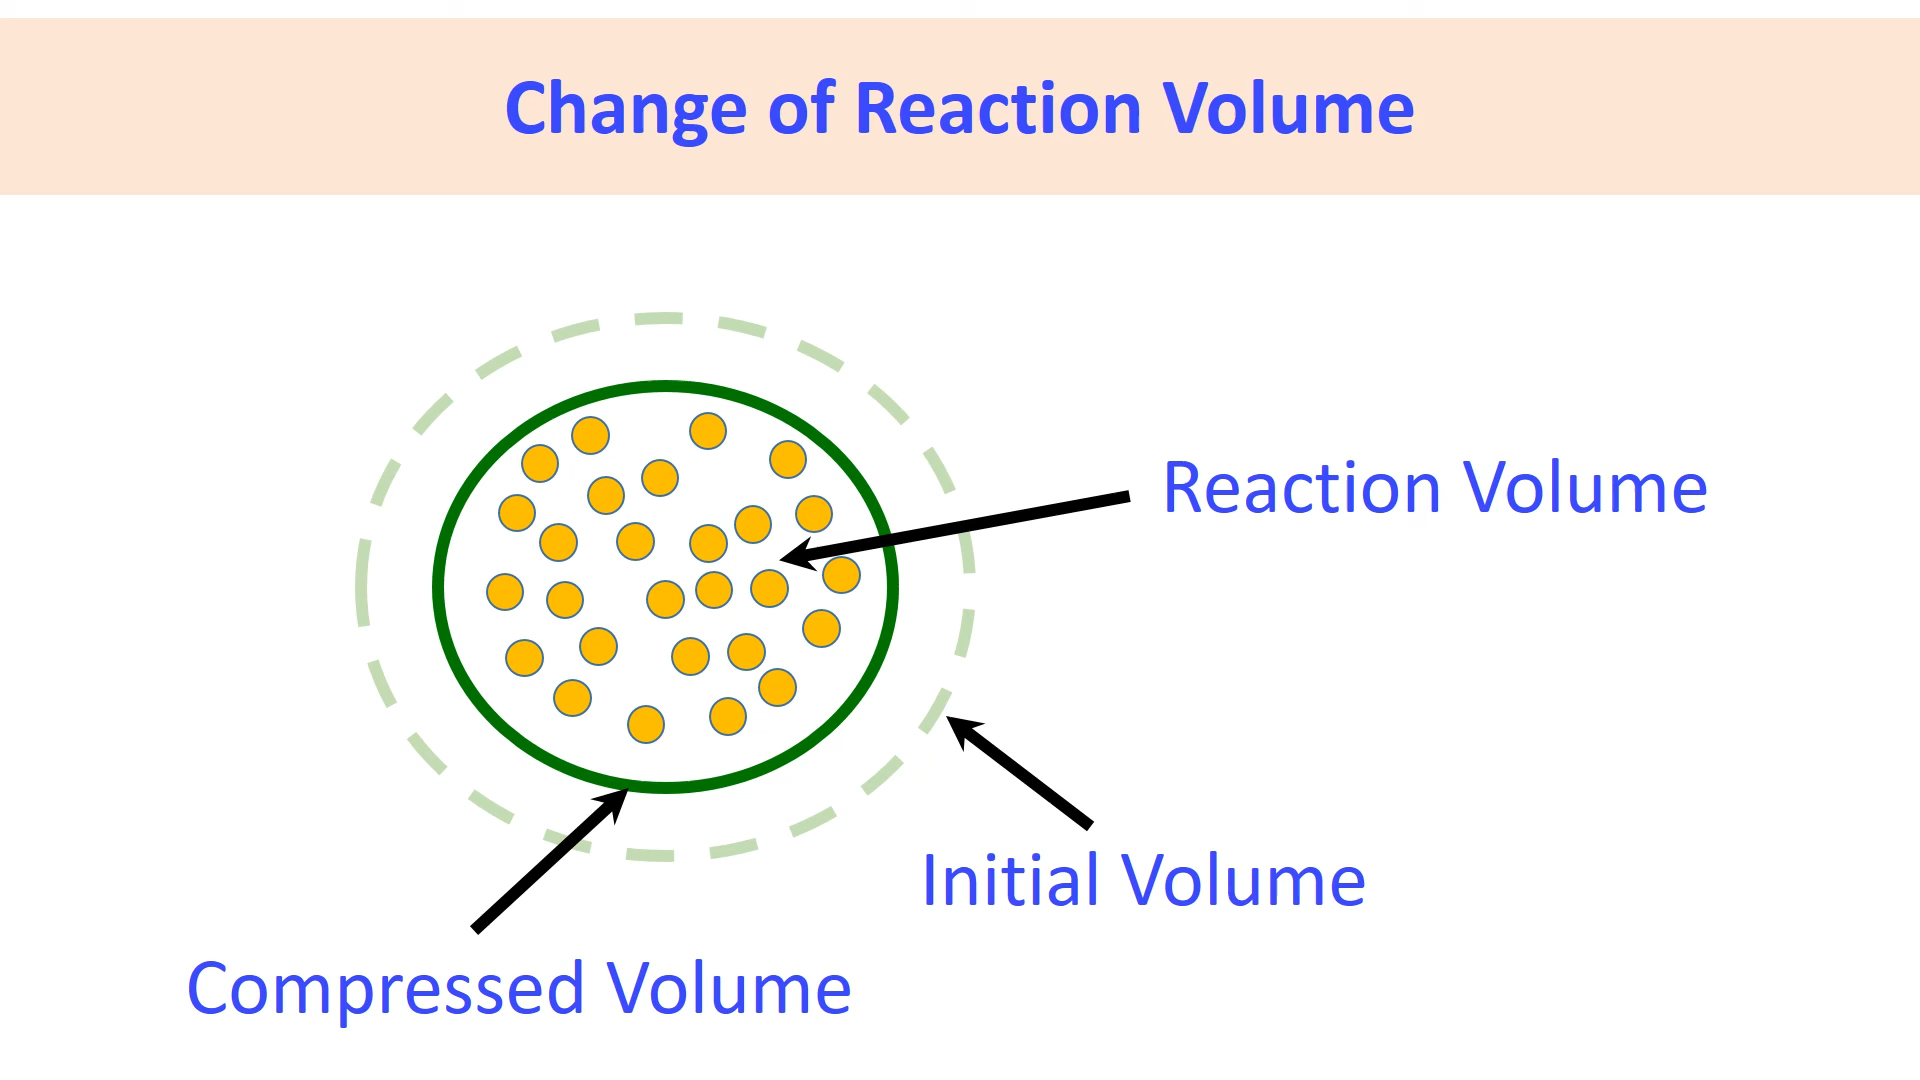 Change of Reaction Volume
Reaction Volume
Initial Volume
Compressed Volume